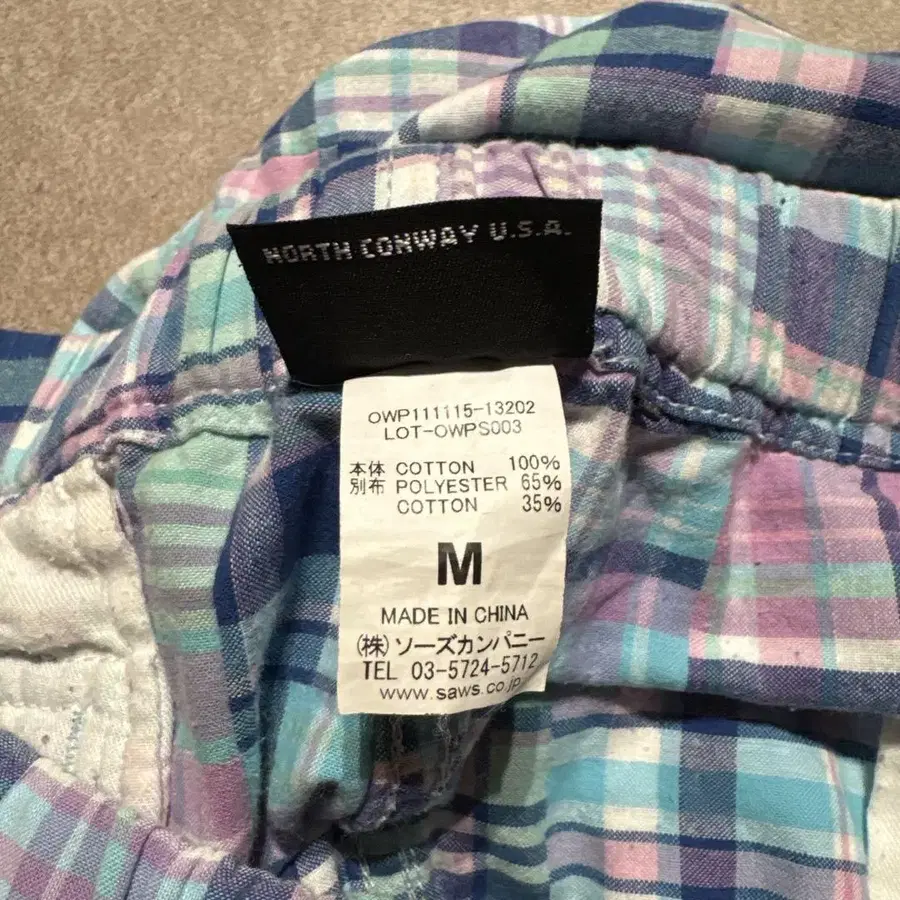 NORTH CONWAY U.S.A.
OWP111115-13202
LOT-OWPS003
本体 COTTON 100%
別布 POLYESTER 65%
COTTON 35%
M
MADE IN CHINA
(株)ソーズカンパニー
TEL 03-5724-5712
www.saws.co.jp